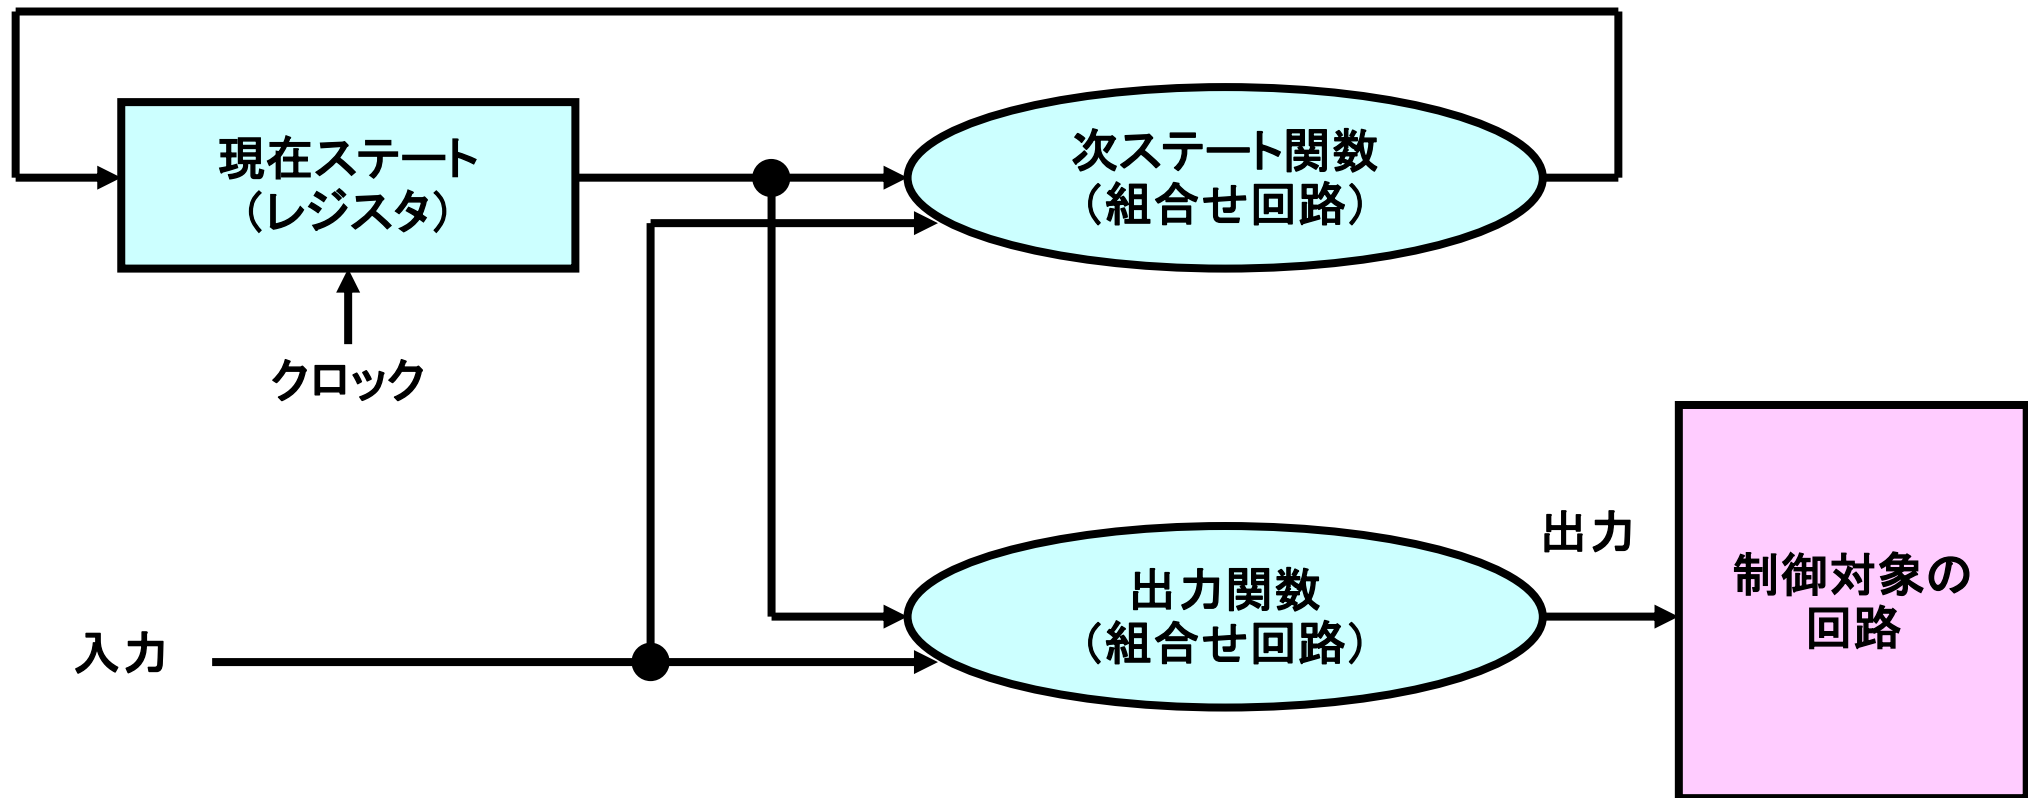 現在ステート
（レジスタ）
次ステート関数
（組合せ回路）
クロック
出力
制御対象の
回路
出力関数
（組合せ回路）
入力